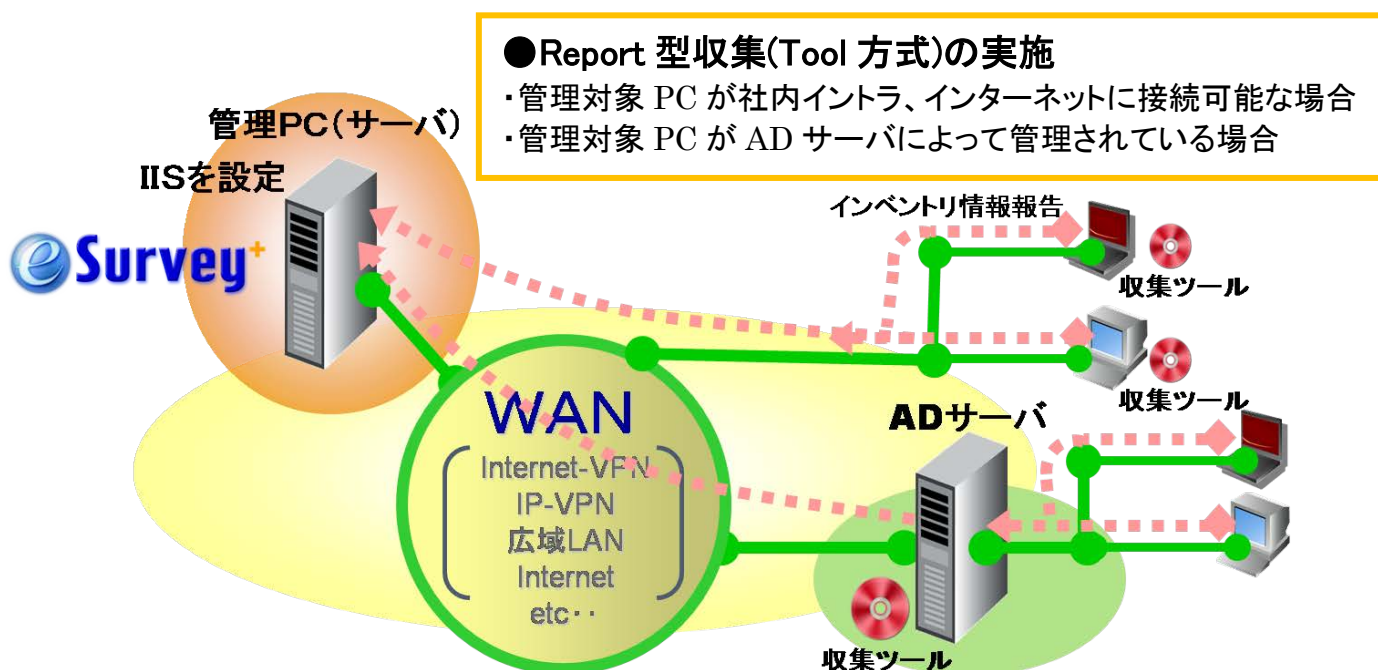 ●Report 型収集(Tool 方式)の実施
・管理対象 PC が社内イントラ、インターネットに接続可能な場合
・管理対象 PC が AD サーバによって管理されている場合
管理PC(サーバ)
IISを設定
eSurvey+
インベントリ情報報告
収集ツール
収集ツール
WAN
Internet-VPN
IP-VPN
広域LAN
Internet
etc・・
ADサーバ
収集ツール